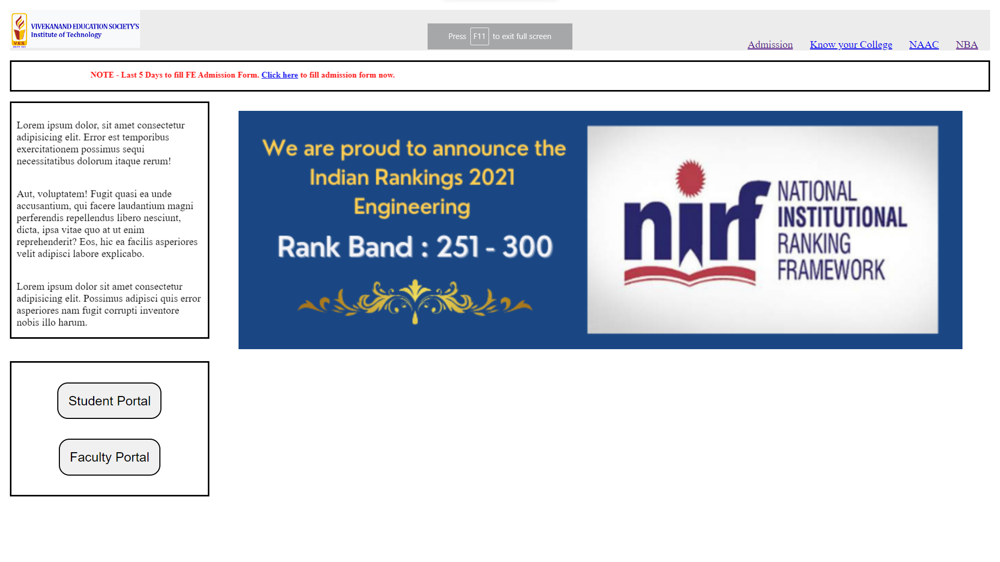 V.E.S.
VIVEKANAND EDUCATION SOCIETY'S
Institute of Technology
Press F11 to exit full screen
Admission Know your College NAAC NBA
NOTE - Last 5 Days to fill FE Admission Form. Click here to fill admission form now.
Lorem ipsum dolor, sit amet consectetur
adipisicing elit. Error est temporibus
exercitationem possimus sequi
necessitatibus dolorum itaque rerum!
Aut, voluptatem! Fugit quasi ea unde
accusantium, qui facere laudantium magni
perferendis repellendus libero nesciunt,
dicta, ipsa vitae quo at ut enim
reprehenderit? Eos, hic ea facilis asperiores
velit adipisci labore explicabo.
Lorem ipsum dolor sit amet consectetur
adipisicing elit. Possimus adipisci quis error
asperiores nam fugit corrupti inventore
nobis illo harum.
We are proud to announce the
Indian Rankings 2021
Engineering
Rank Band : 251 - 300
nirf
NATIONAL
INSTITUTIONAL
RANKING
FRAMEWORK
Student Portal
Faculty Portal